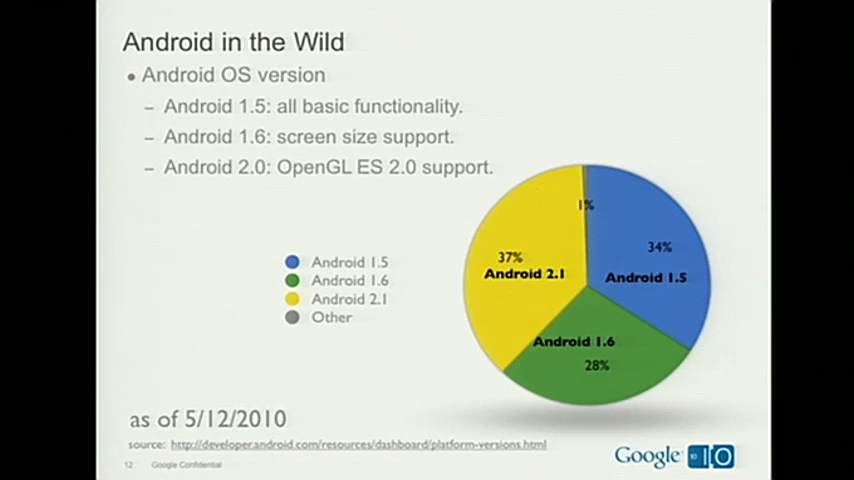 Android in the Wild
• Android OS version
– Android 1.5: all basic functionality.
– Android 1.6: screen size support.
– Android 2.0: OpenGL ES 2.0 support.
1%
34%
Android 1.5
37%
Android 2.1
Android 1.6
28%
Android 1.5
Android 1.6
Android 2.1
Other
as of 5/12/2010
source: http://developer.android.com/resources/dashboard/platform-versions.html
12 Google Confidential
Google 10 IO